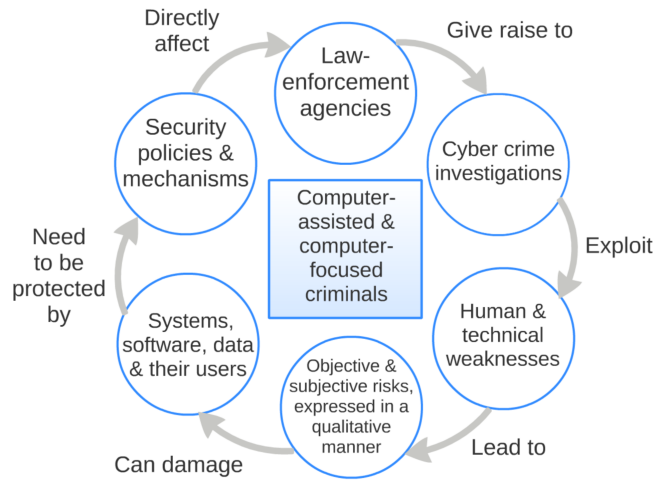 Directly
affect
Law-
enforcement
agencies
Give raise to
Security
policies &
mechanisms
Cyber crime
investigations
Computer-
assisted &
computer-
focused
criminals
Need
to be
protected
by
Exploit
Systems,
software, data
& their users
Human &
technical
weaknesses
Objective &
subjective risks,
expressed in a
qualitative
manner
Can damage
Lead to